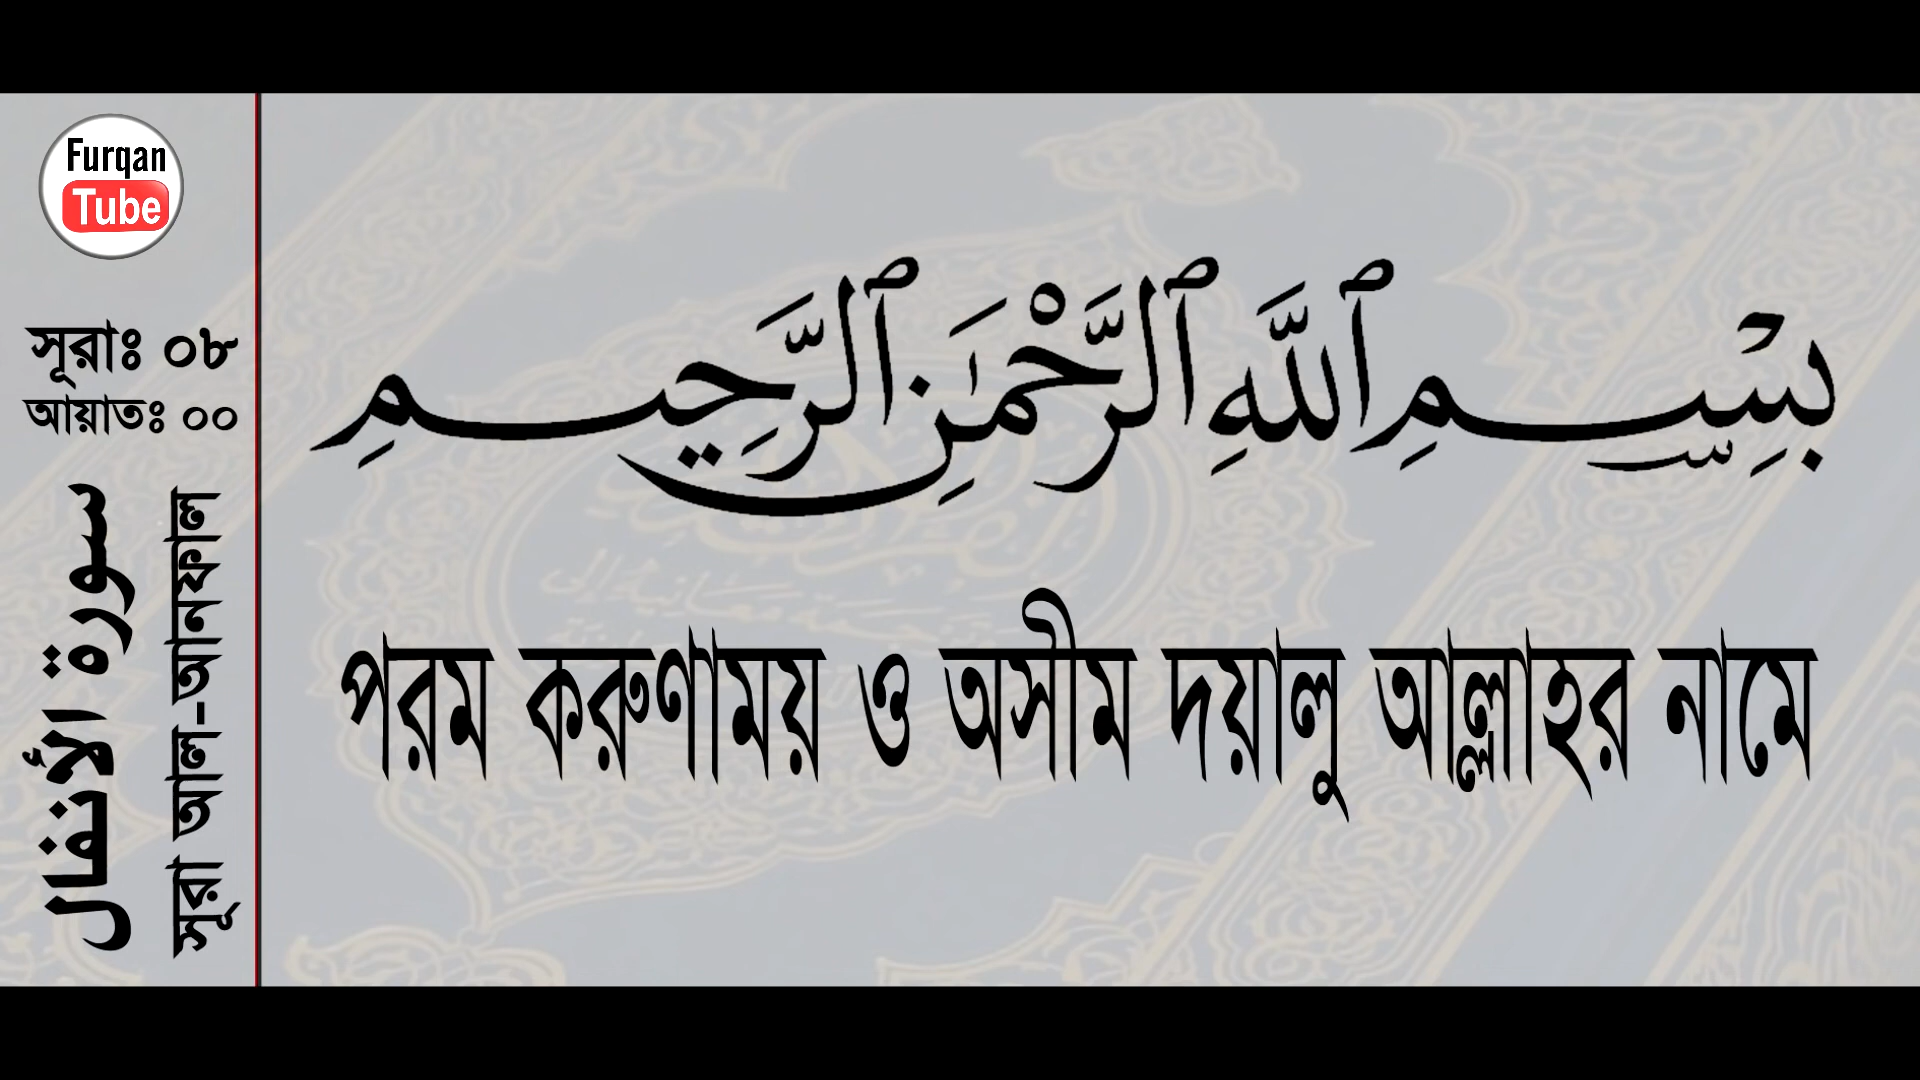 Furqan
Tube
সূরাঃ ০৮
আয়াতঃ ০০
سورة الأنفال
সূরা আল-আনফাল
بِسْمِ ٱللَّهِ ٱلرَّحْمَـٰنِ ٱلرَّحِيمِ
পরম করুণাময় ও অসীম দয়ালু আল্লাহর নামে